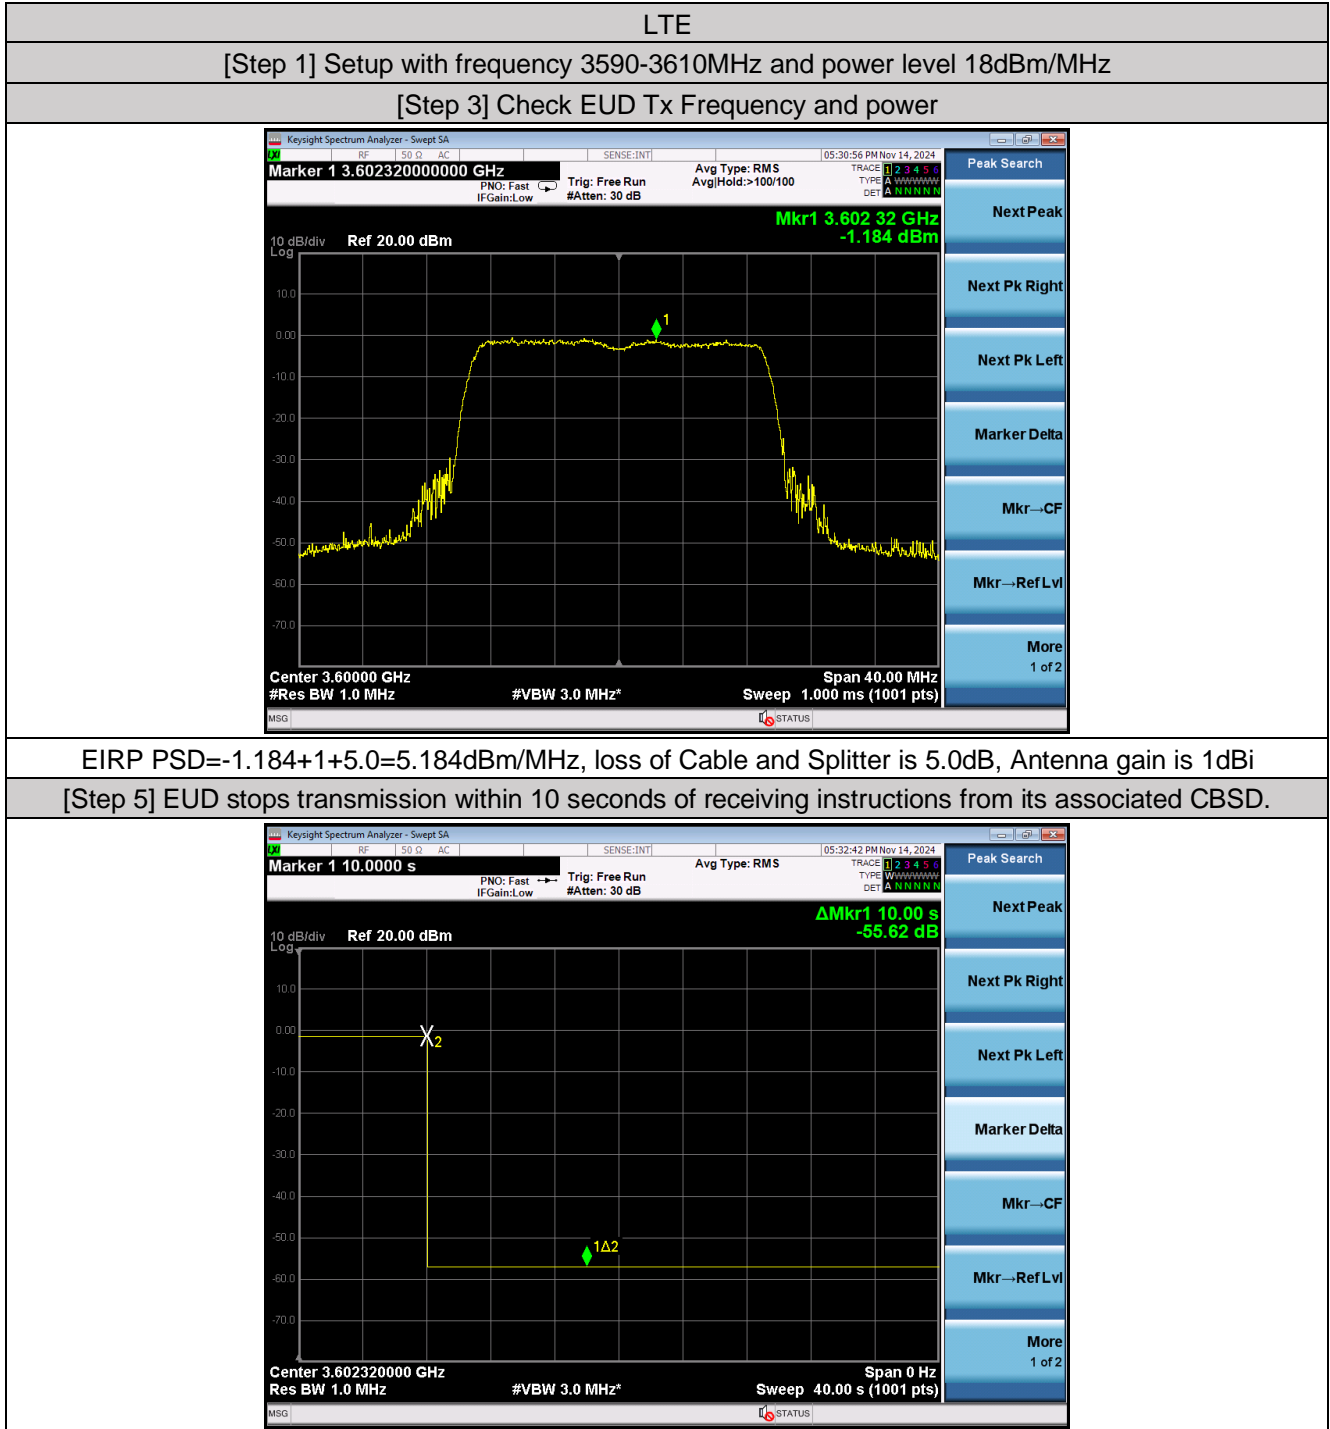 LTE
[Step 1] Setup with frequency 3590-3610MHz and power level 18dBm/MHz
[Step 3] Check EUD Tx Frequency and power
Keysight Spectrum Analyzer - Swept SA
LXI RF 50 Ω AC SENSE:INT 05:30:56 PM Nov 14, 2024
Marker 1 3.602320000000 GHz
PNO: Fast
IFGain:Low
Trig: Free Run
#Atten: 30 dB
Avg Type: RMS
Avg|Hold:>100/100
TRACE 1 2 3 4 5 6
TYPE A WWWWW
DET A N N N N N
Peak Search
Mkr1 3.602 32 GHz
-1.184 dBm
10 dB/div Ref 20.00 dBm
Log
10.0
0.00
-10.0
-20.0
-30.0
-40.0
-50.0
-60.0
-70.0
1
Center 3.60000 GHz Span 40.00 MHz
#Res BW 1.0 MHz #VBW 3.0 MHz* Sweep 1.000 ms (1001 pts)
MSG STATUS
Next Peak
Next Pk Right
Next Pk Left
Marker Delta
Mkr→CF
Mkr→Ref Lvl
More
1 of 2
EIRP PSD=-1.184+1+5.0=5.184dBm/MHz, loss of Cable and Splitter is 5.0dB, Antenna gain is 1dBi
[Step 5] EUD stops transmission within 10 seconds of receiving instructions from its associated CBSD.
Keysight Spectrum Analyzer - Swept SA
LXI RF 50 Ω AC SENSE:INT 05:32:42 PM Nov 14, 2024
Marker 1 10.0000 s
PNO: Fast
IFGain:Low
Trig: Free Run
#Atten: 30 dB
Avg Type: RMS
TRACE 1 2 3 4 5 6
TYPE WWWWWW
DET A N N N N N
Peak Search
ΔMkr1 10.00 s
-55.62 dB
10 dB/div Ref 20.00 dBm
Log
10.0
0.00
-10.0
-20.0
-30.0
-40.0
-50.0
-60.0
-70.0
2
1Δ2
Center 3.602320000 GHz Span 0 Hz
Res BW 1.0 MHz #VBW 3.0 MHz* Sweep 40.00 s (1001 pts)
MSG STATUS
Next Peak
Next Pk Right
Next Pk Left
Marker Delta
Mkr→CF
Mkr→Ref Lvl
More
1 of 2